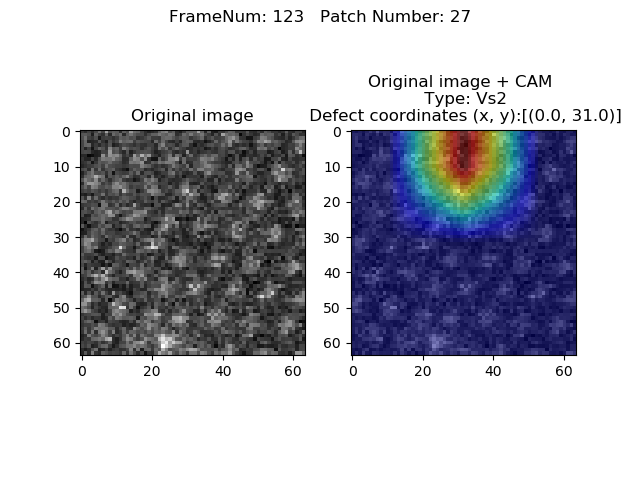 FrameNum: 123   Patch Number: 27
Original image
Original image + CAM
Type: Vs2
Defect coordinates (x, y):[(0.0, 31.0)]
0
10
20
30
40
50
60
0 20 40 60
0
10
20
30
40
50
60
0 20 40 60